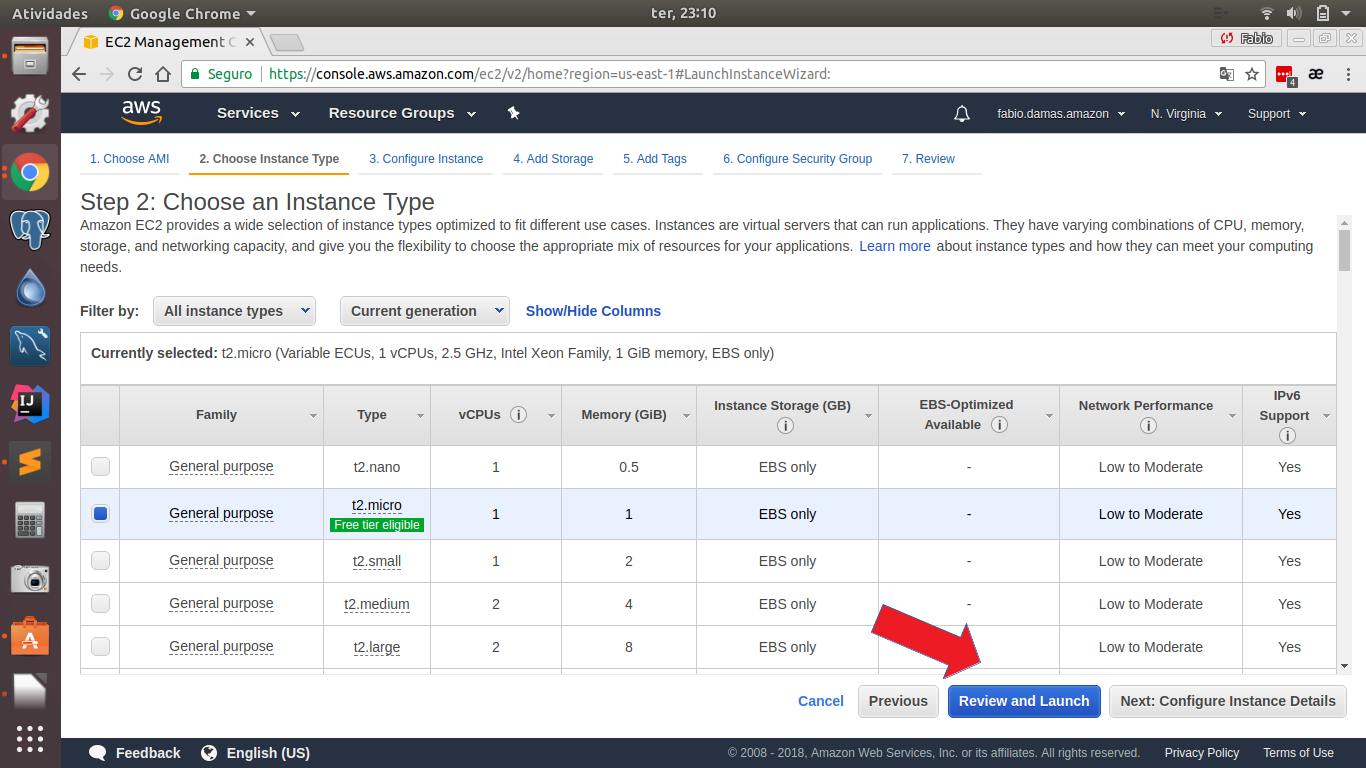 Atividades Google Chrome ter, 23:10
EC2 Management C Fabio
Seguro https://console.aws.amazon.com/ec2/v2/home?region=us-east-1#LaunchInstanceWizard: 4 æ
aws Services Resource Groups fabio.damas.amazon N. Virginia Support
1. Choose AMI 2. Choose Instance Type 3. Configure Instance 4. Add Storage 5. Add Tags 6. Configure Security Group 7. Review
Step 2: Choose an Instance Type
Amazon EC2 provides a wide selection of instance types optimized to fit different use cases. Instances are virtual servers that can run applications. They have varying combinations of CPU, memory,
storage, and networking capacity, and give you the flexibility to choose the appropriate mix of resources for your applications. Learn more about instance types and how they can meet your computing
needs.
Filter by: All instance types Current generation Show/Hide Columns
Currently selected: t2.micro (Variable ECUs, 1 vCPUs, 2.5 GHz, Intel Xeon Family, 1 GiB memory, EBS only)
Family Type vCPUs i Memory (GiB) Instance Storage (GB) i EBS-Optimized Available i Network Performance i IPv6 Support i
General purpose t2.nano 1 0.5 EBS only - Low to Moderate Yes
General purpose t2.micro Free tier eligible 1 1 EBS only - Low to Moderate Yes
General purpose t2.small 1 2 EBS only - Low to Moderate Yes
General purpose t2.medium 2 4 EBS only - Low to Moderate Yes
General purpose t2.large 2 8 EBS only Low to Moderate Yes
IJ
Cancel Previous Review and Launch Next: Configure Instance Details
Feedback English (US) © 2008 - 2018, Amazon Web Services, Inc. or its affiliates. All rights reserved. Privacy Policy Terms of Use